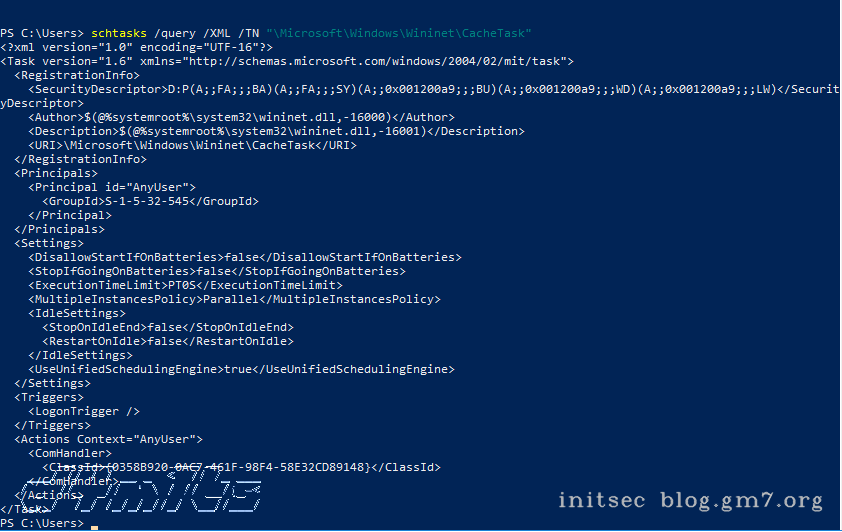 PS C:\Users> schtasks /query /XML /TN "\Microsoft\Windows\Wininet\CacheTask"
<?xml version="1.0" encoding="UTF-16"?>
<Task version="1.6" xmlns="http://schemas.microsoft.com/windows/2004/02/mit/task">
  <RegistrationInfo>
    <SecurityDescriptor>D:P(A;;FA;;;BA)(A;;FA;;;SY)(A;;0x001200a9;;;BU)(A;;0x001200a9;;;WD)(A;;0x001200a9;;;LW)</Securit
yDescriptor>
    <Author>$(@%systemroot%\system32\wininet.dll,-16000)</Author>
    <Description>$(@%systemroot%\system32\wininet.dll,-16001)</Description>
    <URI>\Microsoft\Windows\Wininet\CacheTask</URI>
  </RegistrationInfo>
  <Principals>
    <Principal id="AnyUser">
      <GroupId>S-1-5-32-545</GroupId>
    </Principal>
  </Principals>
  <Settings>
    <DisallowStartIfOnBatteries>false</DisallowStartIfOnBatteries>
    <StopIfGoingOnBatteries>false</StopIfGoingOnBatteries>
    <ExecutionTimeLimit>PT0S</ExecutionTimeLimit>
    <MultipleInstancesPolicy>Parallel</MultipleInstancesPolicy>
    <IdleSettings>
      <StopOnIdleEnd>false</StopOnIdleEnd>
      <RestartOnIdle>false</RestartOnIdle>
    </IdleSettings>
    <UseUnifiedSchedulingEngine>true</UseUnifiedSchedulingEngine>
  </Settings>
  <Triggers>
    <LogonTrigger />
  </Triggers>
  <Actions Context="AnyUser">
    <ComHandler>
      <ClassId>{0358B920-0AC7-461F-98F4-58E32CD89148}</ClassId>
    </ComHandler>
  </Actions>
</Task>
initsec blog.gm7.org
PS C:\Users>